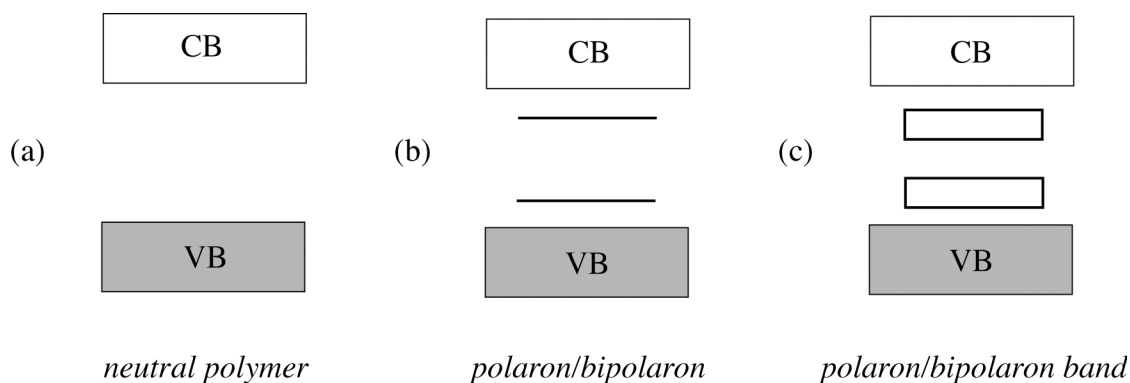 CB CB CB
(a) (b) (c)
VB VB VB
neutral polymer polaron/bipolaron polaron/bipolaron band